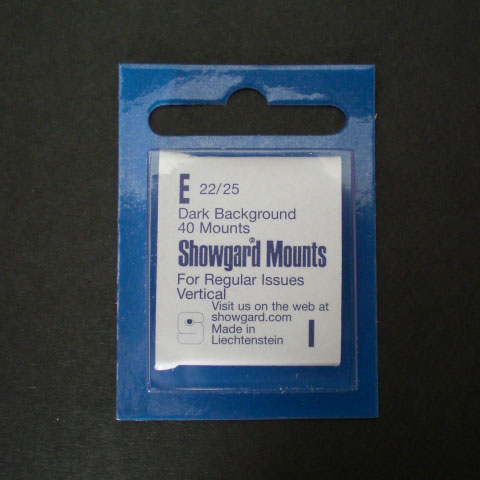 E 22/25
Dark Background
40 Mounts
Showgard® Mounts
For Regular Issues
Vertical
Visit us on the web at
showgard.com
Made in
Liechtenstein